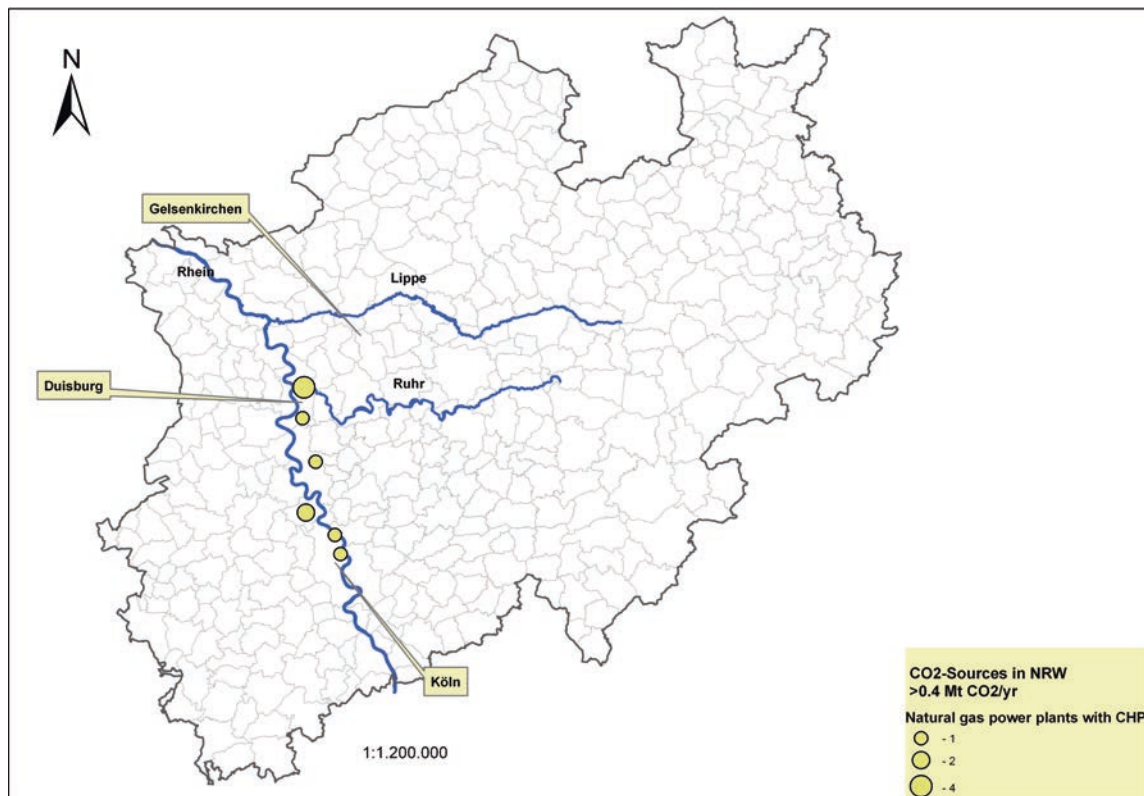 N
Gelsenkirchen
Rhein
Lippe
Duisburg
Ruhr
Köln
1:1.200.000
CO2-Sources in NRW
>0.4 Mt CO2/yr
Natural gas power plants with CHP
- 1
- 2
- 4